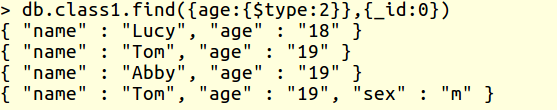 > db.class1.find({age:{$type:2}},{_id:0})
{ "name" : "Lucy", "age" : "18" }
{ "name" : "Tom", "age" : "19" }
{ "name" : "Abby", "age" : "19" }
{ "name" : "Tom", "age" : "19", "sex" : "m" }